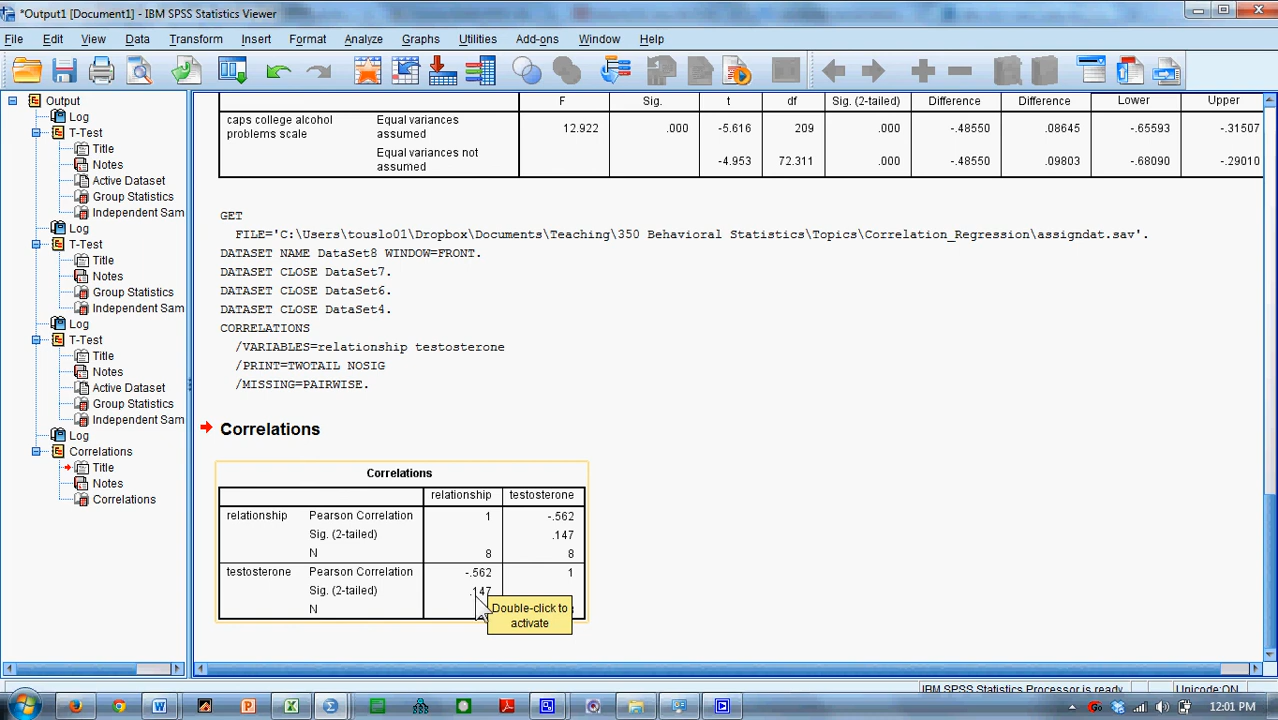 *Output1 [Document1] - IBM SPSS Statistics Viewer
File Edit View Data Transform Insert Format Analyze Graphs Utilities Add-ons Window Help
Output
Log
T-Test
Title
Notes
Active Dataset
Group Statistics
Independent Sam
Log
T-Test
Title
Notes
Group Statistics
Independent Sam
Log
T-Test
Title
Notes
Active Dataset
Group Statistics
Independent Sam
Log
Correlations
Title
Notes
Correlations
F Sig. t df Sig. (2-tailed) Difference Difference Lower Upper
caps college alcohol problems scale Equal variances assumed 12.922 .000 -5.616 209 .000 -.48550 .08645 -.65593 -.31507
Equal variances not assumed -4.953 72.311 .000 -.48550 .09803 -.68090 -.29010
GET
FILE='C:\Users\touslo01\Dropbox\Documents\Teaching\350 Behavioral Statistics\Topics\Correlation_Regression\assigndat.sav'.
DATASET NAME DataSet8 WINDOW=FRONT.
DATASET CLOSE DataSet7.
DATASET CLOSE DataSet6.
DATASET CLOSE DataSet4.
CORRELATIONS
/VARIABLES=relationship testosterone
/PRINT=TWOTAIL NOSIG
/MISSING=PAIRWISE.
Correlations
Correlations
relationship testosterone
relationship Pearson Correlation 1 -.562
Sig. (2-tailed) .147
N 8 8
testosterone Pearson Correlation -.562 1
Sig. (2-tailed) .147
N
Double-click to
activate
IBM SPSS Statistics Processor is ready Unicode:ON
12:01 PM